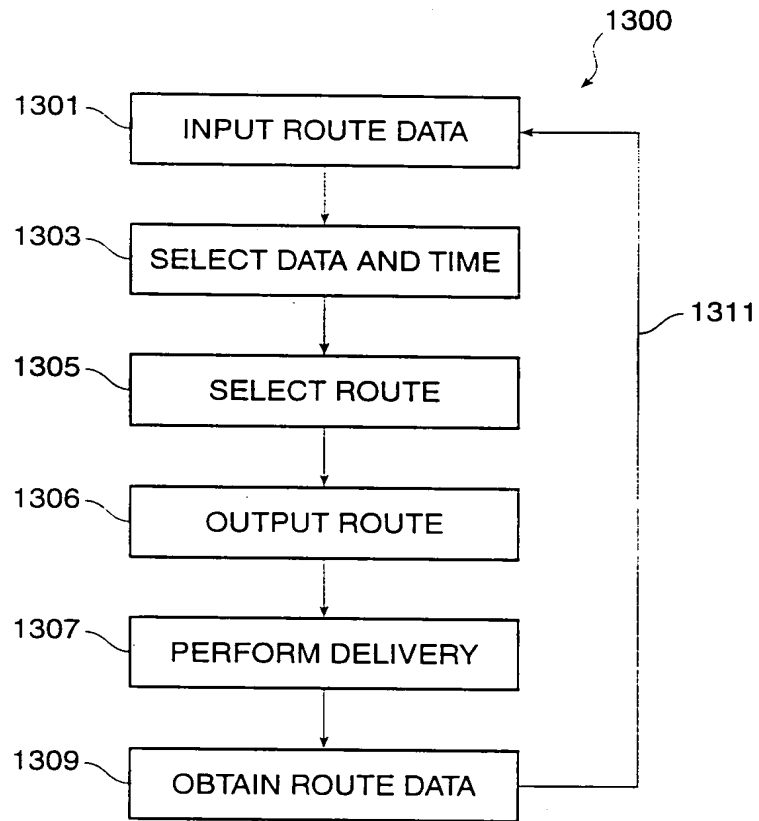 1300
1301
INPUT ROUTE DATA
1303
SELECT DATA AND TIME
1311
1305
SELECT ROUTE
1306
OUTPUT ROUTE
1307
PERFORM DELIVERY
1309
OBTAIN ROUTE DATA